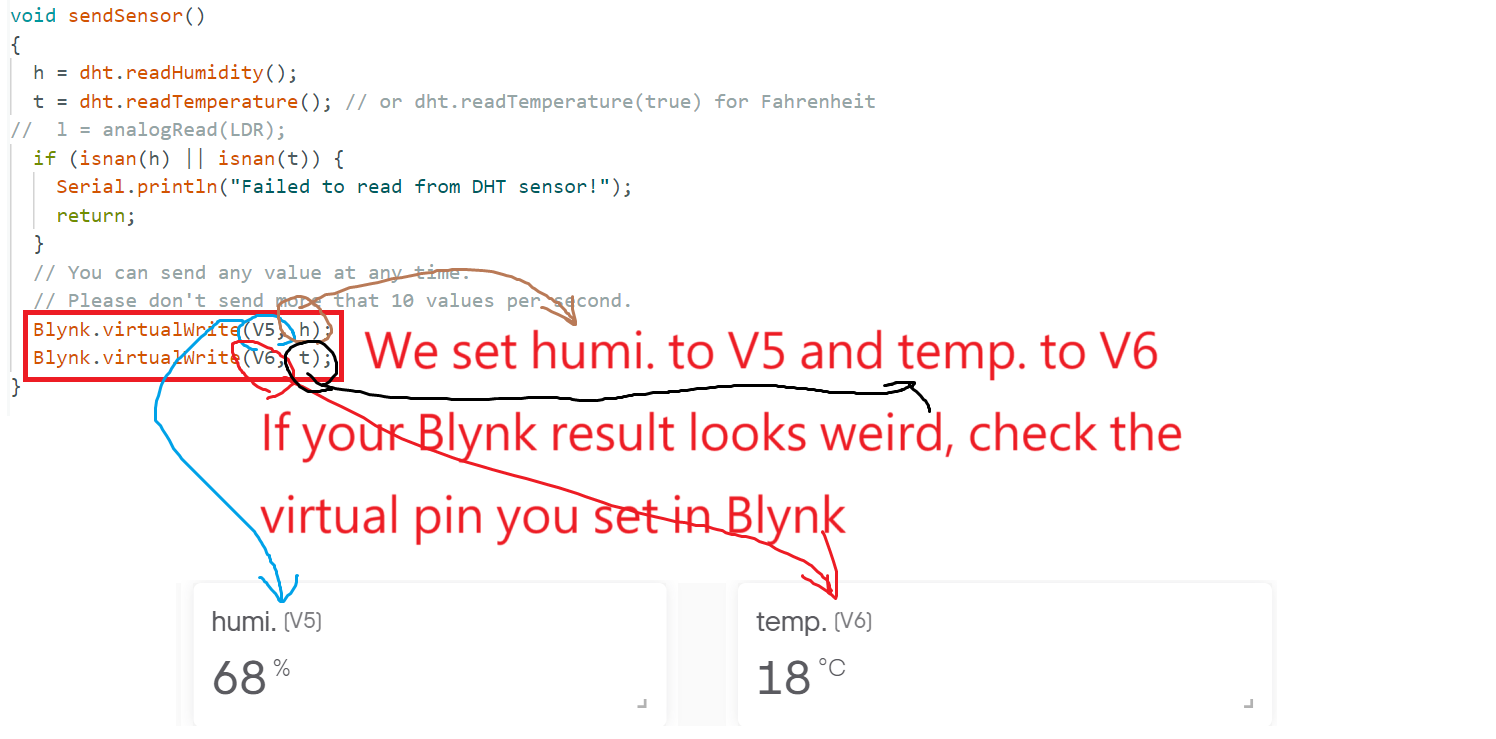 void sendSensor()
{
  h = dht.readHumidity();
  t = dht.readTemperature(); // or dht.readTemperature(true) for Fahrenheit
//  l = analogRead(LDR);
  if (isnan(h) || isnan(t)) {
    Serial.println("Failed to read from DHT sensor!");
    return;
  }
  // You can send any value at any time.
  // Please don't send more that 10 values per second.
  Blynk.virtualWrite(V5, h);
  Blynk.virtualWrite(V6, t);
}
We set humi. to V5 and temp. to V6
If your Blynk result looks weird, check the
virtual pin you set in Blynk
humi. (V5)
68 %
temp. (V6)
18 °C